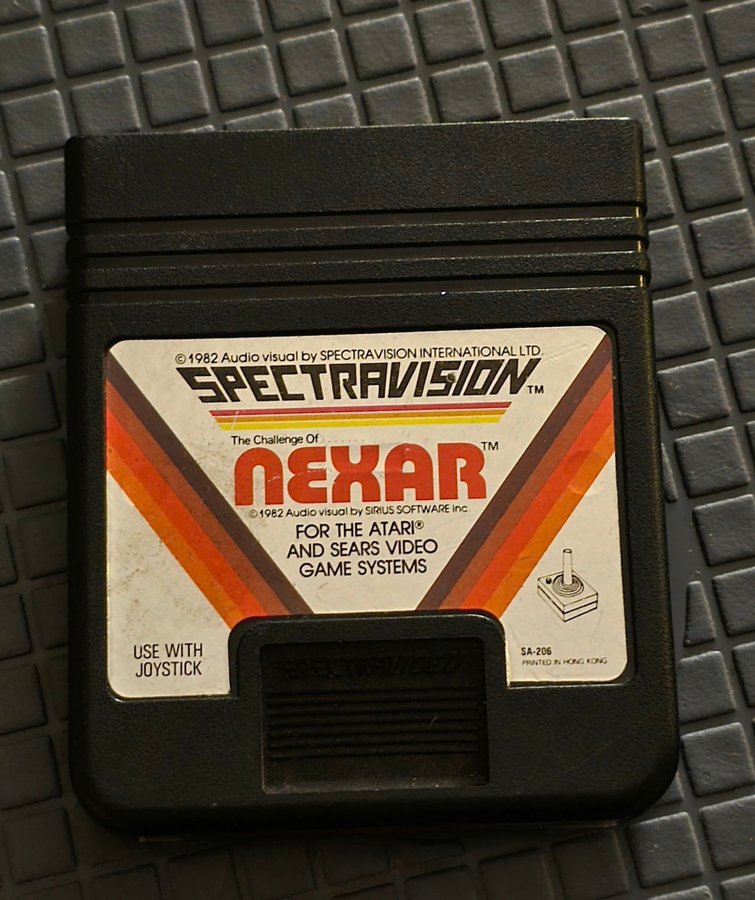 © 1982 Audio visual by SPECTRAVISION INTERNATIONAL LTD.
SPECTRAVISION™
The Challenge Of
NEXAR™
© 1982 Audio visual by SIRIUS SOFTWARE Inc.
FOR THE ATARI®
AND SEARS VIDEO
GAME SYSTEMS
USE WITH
JOYSTICK
SA-206
PRINTED IN HONG KONG
SPECTRAVIDEO